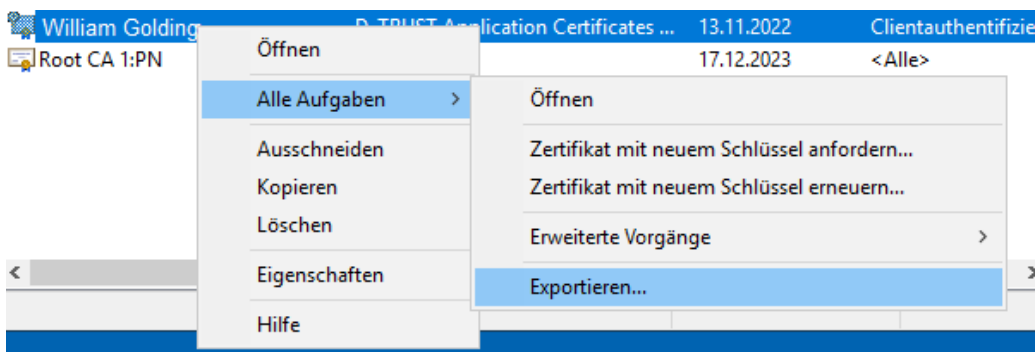 William Golding D-TRUST Application Certificates ... 13.11.2022 Clientauthentifizie
Root CA 1:PN 17.12.2023 <Alle>
Öffnen
Alle Aufgaben >
Ausschneiden
Kopieren
Löschen
Eigenschaften
Hilfe
Öffnen
Zertifikat mit neuem Schlüssel anfordern...
Zertifikat mit neuem Schlüssel erneuern...
Erweiterte Vorgänge >
Exportieren...